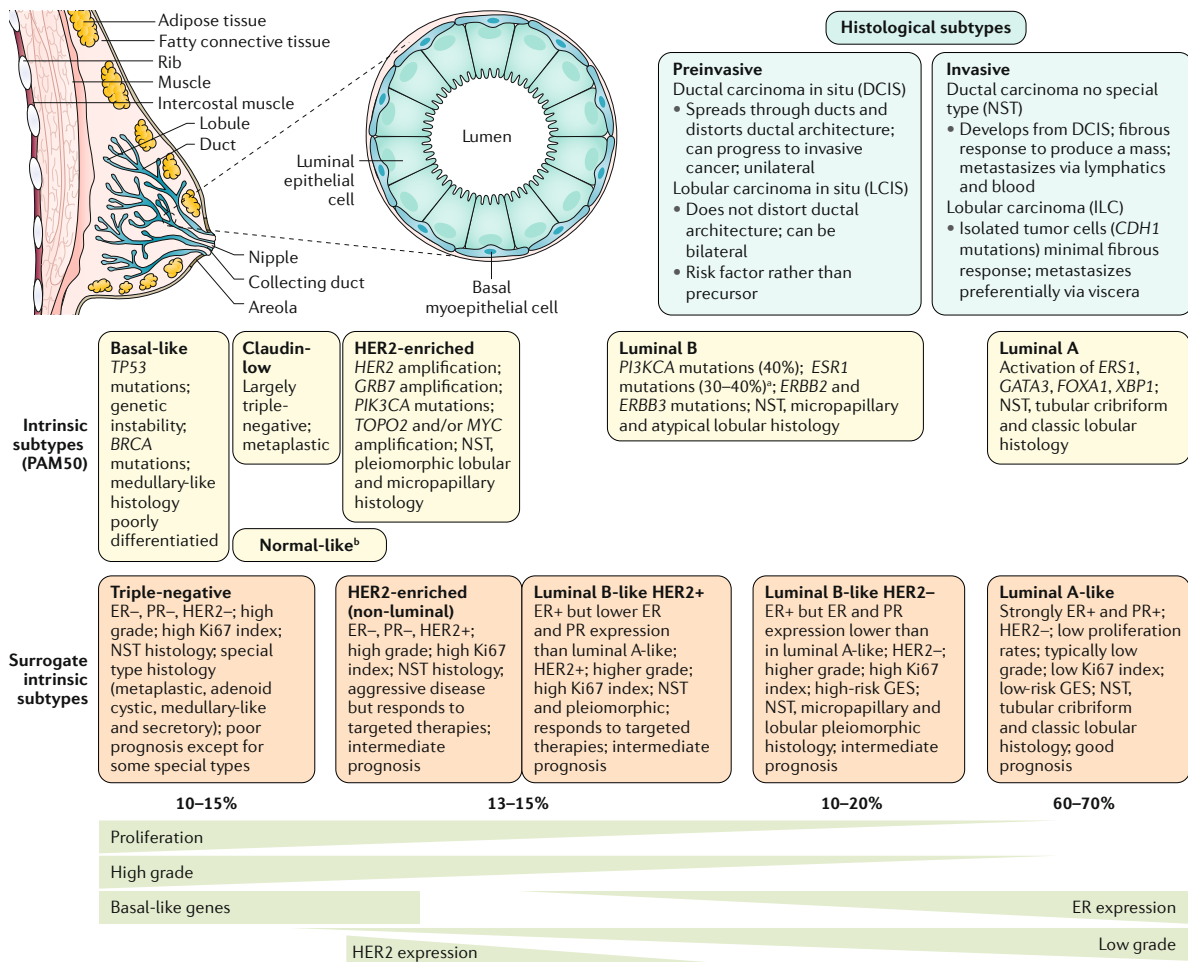 Adipose tissue
Fatty connective tissue
Rib
Muscle
Intercostal muscle
Lobule
Duct
Nipple
Collecting duct
Areola
Lumen
Luminal
epithelial
cell
Basal
myoepithelial cell
Histological subtypes
Preinvasive
Ductal carcinoma in situ (DCIS)
• Spreads through ducts and
distorts ductal architecture;
can progress to invasive
cancer; unilateral
Lobular carcinoma in situ (LCIS)
• Does not distort ductal
architecture; can be
bilateral
• Risk factor rather than
precursor
Invasive
Ductal carcinoma no special
type (NST)
• Develops from DCIS; fibrous
response to produce a mass;
metastasizes via lymphatics
and blood
Lobular carcinoma (ILC)
• Isolated tumor cells (CDH1
mutations) minimal fibrous
response; metastasizes
preferentially via viscera
Intrinsic
subtypes
(PAM50)
Basal-like
TP53
mutations;
genetic
instability;
BRCA
mutations;
medullary-like
histology
poorly
differentiatied
Claudin-
low
Largely
triple-
negative;
metaplastic
HER2-enriched
HER2 amplification;
GRB7 amplification;
PIK3CA mutations;
TOPO2 and/or MYC
amplification; NST,
pleiomorphic lobular
and micropapillary
histology
Normal-likeᵇ
Luminal B
PI3KCA mutations (40%); ESR1
mutations (30–40%)ᵃ; ERBB2 and
ERBB3 mutations; NST, micropapillary
and atypical lobular histology
Luminal A
Activation of ERS1,
GATA3, FOXA1, XBP1;
NST, tubular cribriform
and classic lobular
histology
Surrogate
intrinsic
subtypes
Triple-negative
ER–, PR–, HER2–; high
grade; high Ki67 index;
NST histology; special
type histology
(metaplastic, adenoid
cystic, medullary-like
and secretory); poor
prognosis except for
some special types
HER2-enriched
(non-luminal)
ER–, PR–, HER2+;
high grade; high Ki67
index; NST histology;
aggressive disease
but responds to
targeted therapies;
intermediate
prognosis
Luminal B-like HER2+
ER+ but lower ER
and PR expression
than luminal A-like;
HER2+; higher grade;
high Ki67 index; NST
and pleiomorphic;
responds to targeted
therapies; intermediate
prognosis
Luminal B-like HER2–
ER+ but ER and PR
expression lower than
in luminal A-like; HER2–;
higher grade; high Ki67
index; high-risk GES;
NST, micropapillary and
lobular pleiomorphic
histology; intermediate
prognosis
Luminal A-like
Strongly ER+ and PR+;
HER2–; low proliferation
rates; typically low
grade; low Ki67 index;
low-risk GES; NST,
tubular cribriform
and classic lobular
histology; good
prognosis
10–15%
13–15%
10–20%
60–70%
Proliferation
High grade
Basal-like genes
ER expression
Low grade
HER2 expression